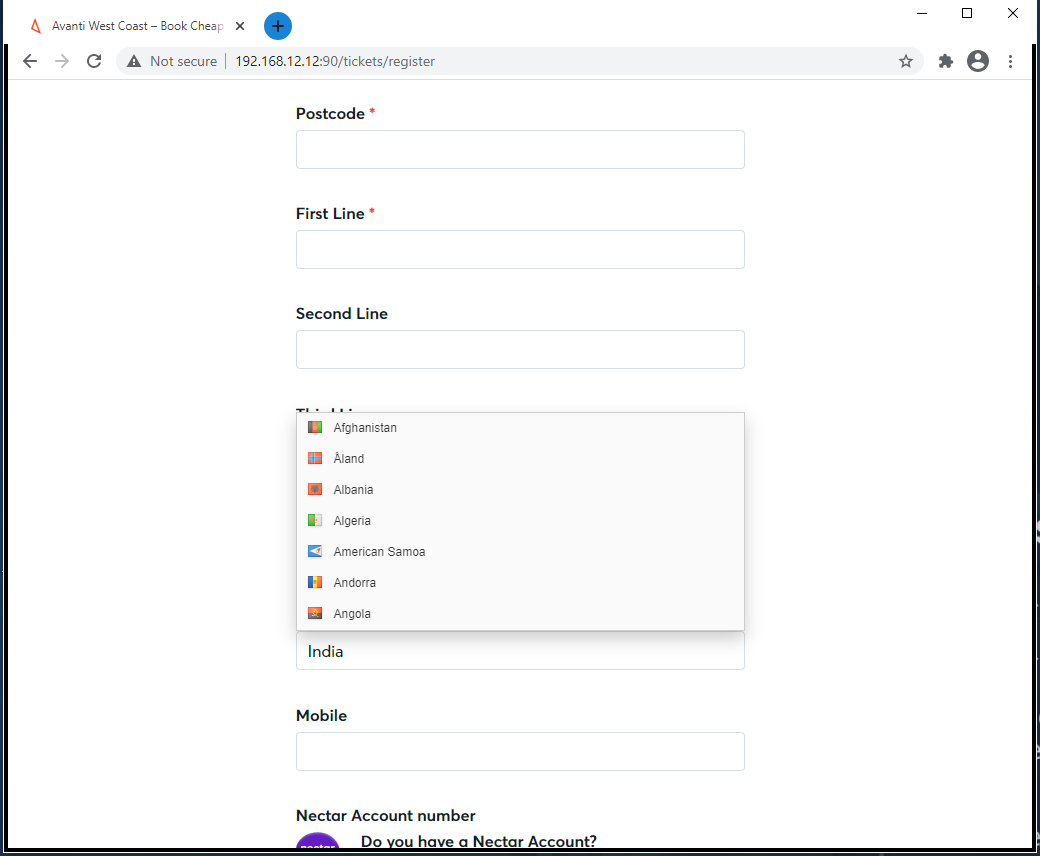 Avanti West Coast – Book Cheap
Not secure
192.168.12.12:90/tickets/register
Postcode *
First Line *
Second Line
Afghanistan
Åland
Albania
Algeria
American Samoa
Andorra
Angola
India
Mobile
Nectar Account number
Do you have a Nectar Account?
nectar